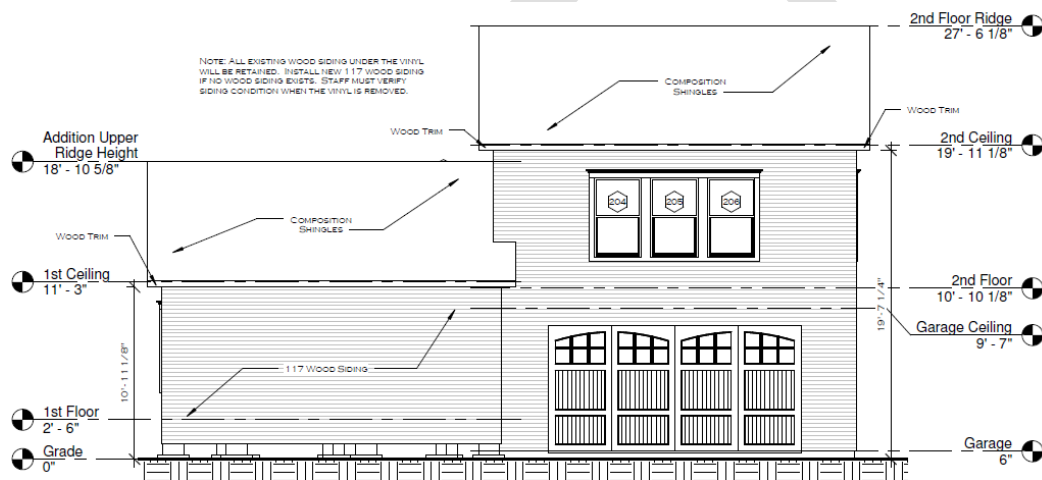 2nd Floor Ridge
27' - 6 1/8"
NOTE: ALL EXISTING WOOD SIDING UNDER THE VINYL
WILL BE RETAINED. INSTALL NEW 117 WOOD SIDING
IF NO WOOD SIDING EXISTS. STAFF MUST VERIFY
SIDING CONDITION WHEN THE VINYL IS REMOVED.
COMPOSITION
SHINGLES
WOOD TRIM
WOOD TRIM
Addition Upper
Ridge Height
18' - 10 5/8"
2nd Ceiling
19' - 11 1/8"
204
205
206
COMPOSITION
SHINGLES
WOOD TRIM
1st Ceiling
11' - 3"
2nd Floor
10' - 10 1/8"
19'-7 1/4"
Garage Ceiling
9' - 7"
10'-11 1/8"
117 WOOD SIDING
1st Floor
2' - 6"
Grade
0"
Garage
6"